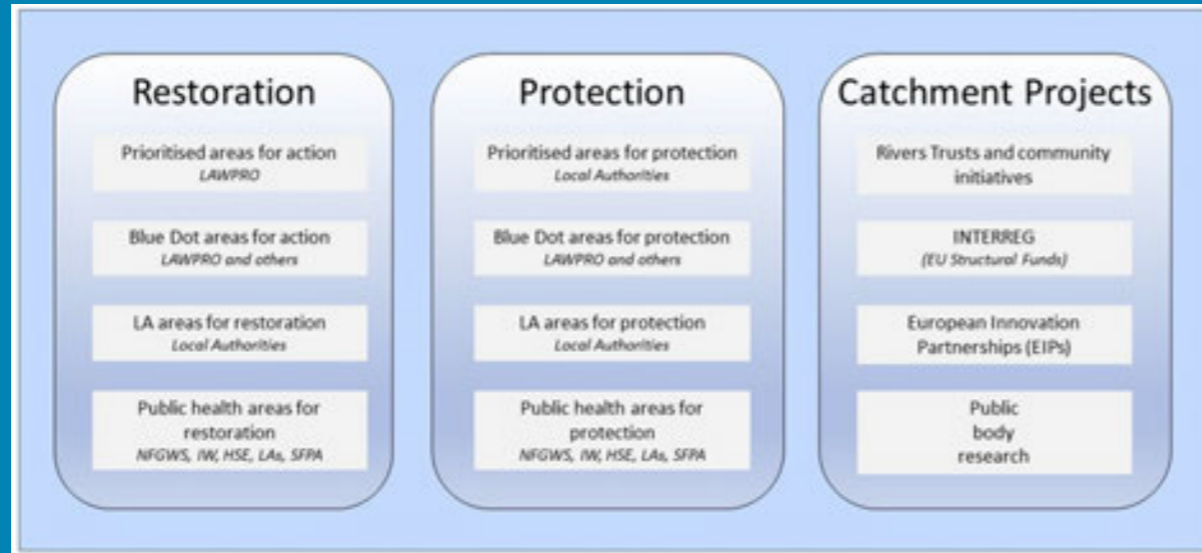 Restoration
Prioritised areas for action
LAWPRO
Blue Dot areas for action
LAWPRO and others
LA areas for restoration
Local Authorities
Public health areas for
restoration
NFGWS, IW, HSE, LAs, SFPA
Protection
Prioritised areas for protection
Local Authorities
Blue Dot areas for protection
LAWPRO and others
LA areas for protection
Local Authorities
Public health areas for
protection
NFGWS, IW, HSE, LAs, SFPA
Catchment Projects
Rivers Trusts and community
initiatives
INTERREG
(EU Structural Funds)
European Innovation
Partnerships (EIPs)
Public
body
research